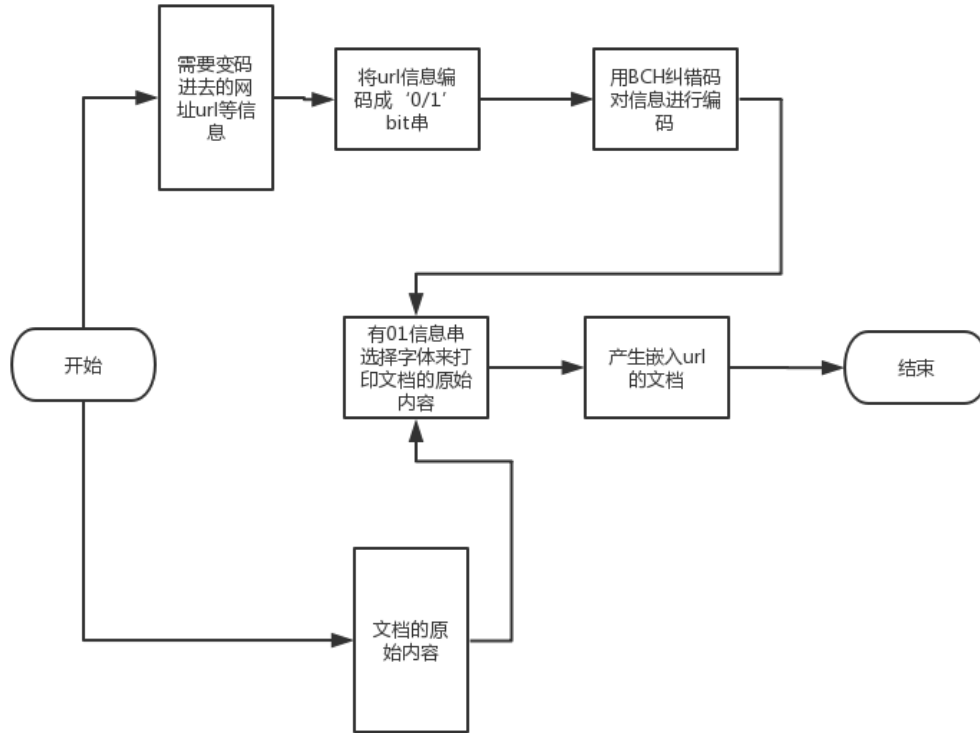 需要变码
进去的网
址url等信
息
将url信息编
码成‘0/1’
bit串
用BCH纠错码
对信息进行编
码
开始
有01信息串
选择字体来打
印文档的原始
内容
产生嵌入url
的文档
结束
文档的原
始内容